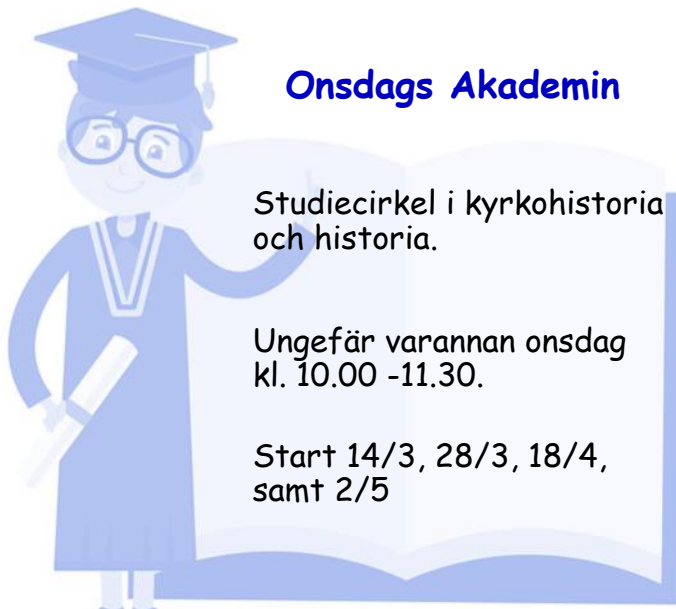 Onsdags Akademin
Studiecirkel i kyrkohistoria
och historia.
Ungefär varannan onsdag
kl. 10.00 -11.30.
Start 14/3, 28/3, 18/4,
samt 2/5